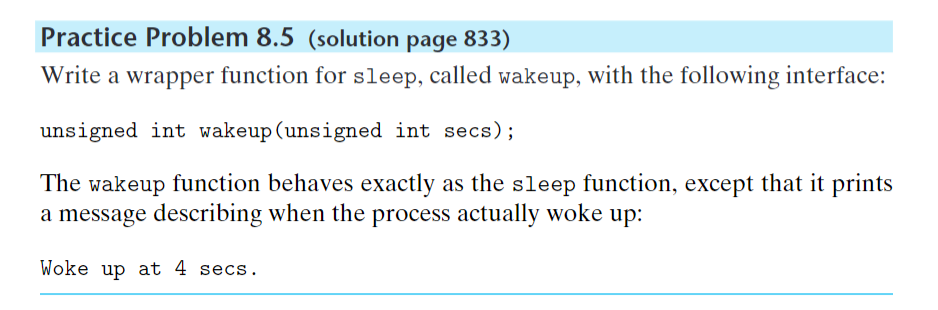 Practice Problem 8.5 (solution page 833)
Write a wrapper function for sleep, called wakeup, with the following interface:
unsigned int wakeup(unsigned int secs);
The wakeup function behaves exactly as the sleep function, except that it prints
a message describing when the process actually woke up:
Woke up at 4 secs.